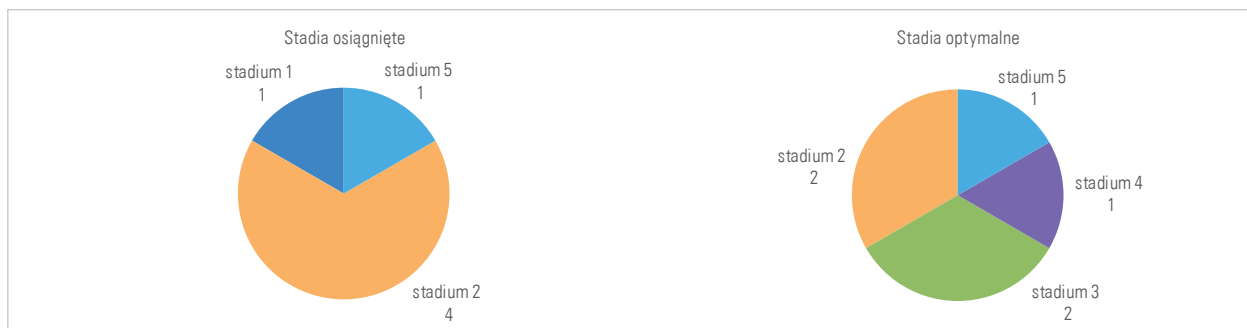 Stadia osiągnięte
stadium 1
1
stadium 5
1
stadium 2
4
Stadia optymalne
stadium 5
1
stadium 2
2
stadium 4
1
stadium 3
2